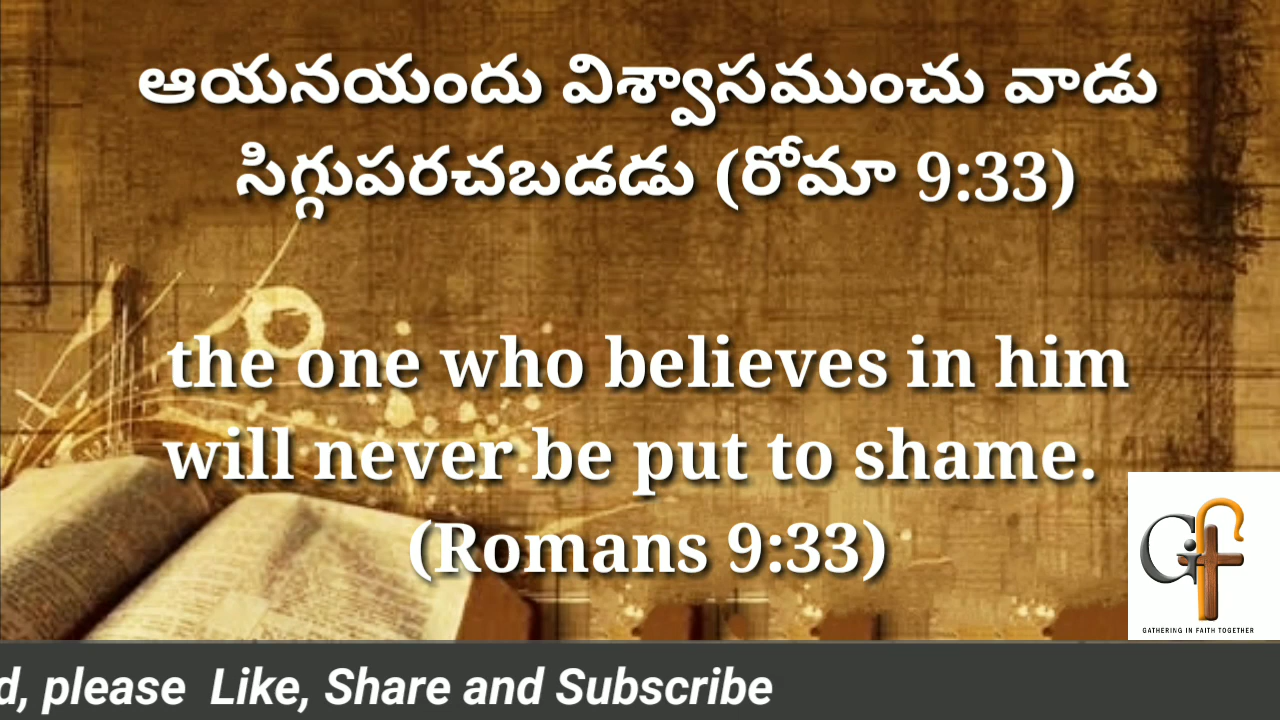 ఆయనయందు విశ్వాసముంచు వాడు
సిగ్గుపరచబడడు (రోమా 9:33)
the one who believes in him
will never be put to shame.
(Romans 9:33)
GATHERING IN FAITH TOGETHER
d, please Like, Share and Subscribe